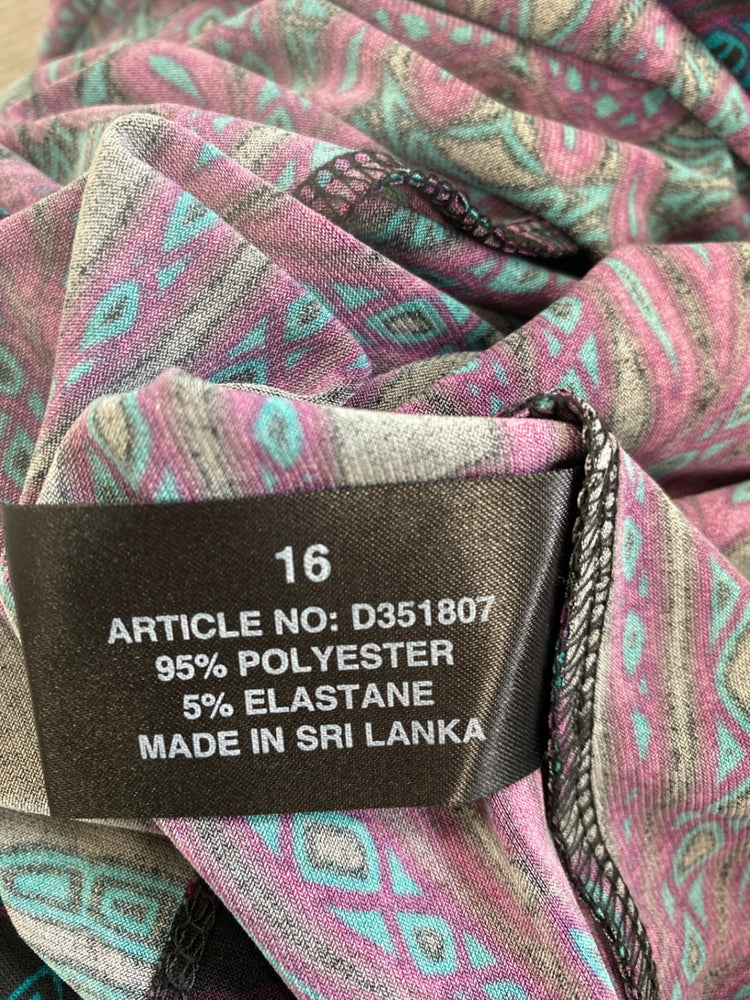 16
ARTICLE NO: D351807
95% POLYESTER
5% ELASTANE
MADE IN SRI LANKA